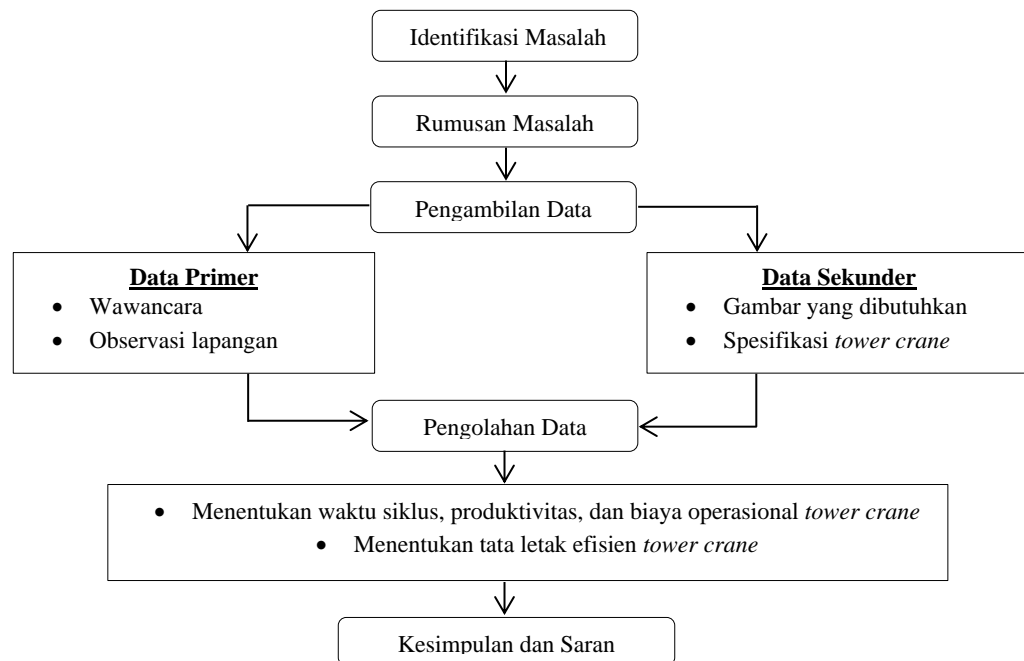 Identifikasi Masalah
Rumusan Masalah
Pengambilan Data
Data Primer
• Wawancara
• Observasi lapangan
Data Sekunder
• Gambar yang dibutuhkan
• Spesifikasi tower crane
Pengolahan Data
• Menentukan waktu siklus, produktivitas, dan biaya operasional tower crane
• Menentukan tata letak efisien tower crane
Kesimpulan dan Saran